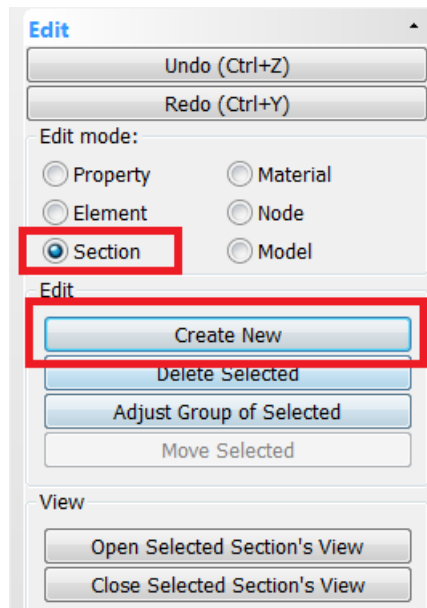 Edit
Undo (Ctrl+Z)
Redo (Ctrl+Y)
Edit mode:
Property Material
Element Node
Section Model
Edit
Create New
Delete Selected
Adjust Group of Selected
Move Selected
View
Open Selected Section's View
Close Selected Section's View